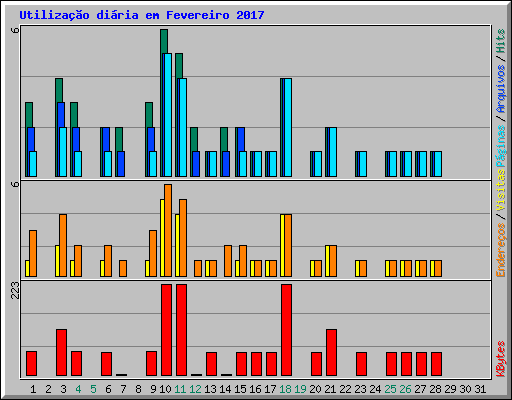 Utilização diária em Fevereiro 2017
6
6
223
Endereços / Visitas Páginas / Arquivos / Hits
KBytes
1 2 3 4 5 6 7 8 9 10 11 12 13 14 15 16 17 18 19 20 21 22 23 24 25 26 27 28 29 30 31